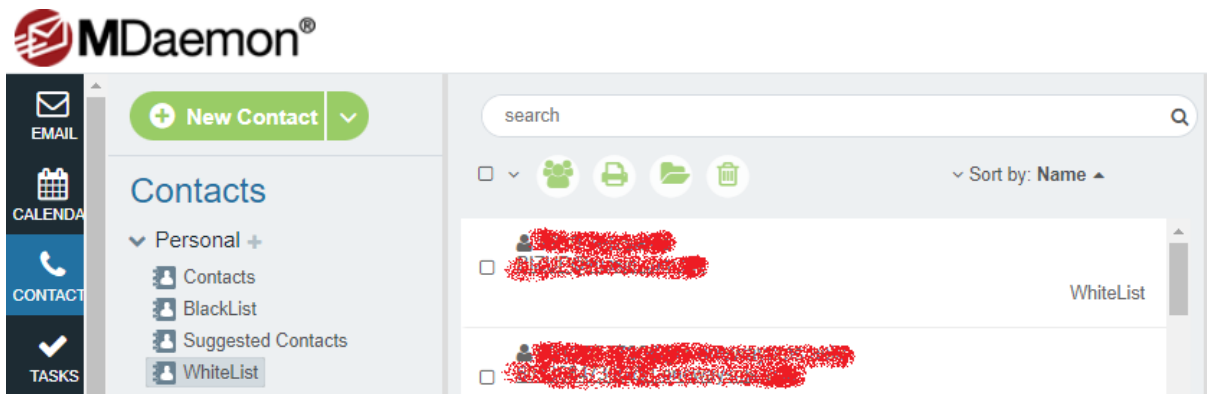 MDaemon®
EMAIL
CALENDA
CONTACT
TASKS
New Contact
Contacts
Personal +
Contacts
BlackList
Suggested Contacts
WhiteList
search
Sort by: Name
WhiteList